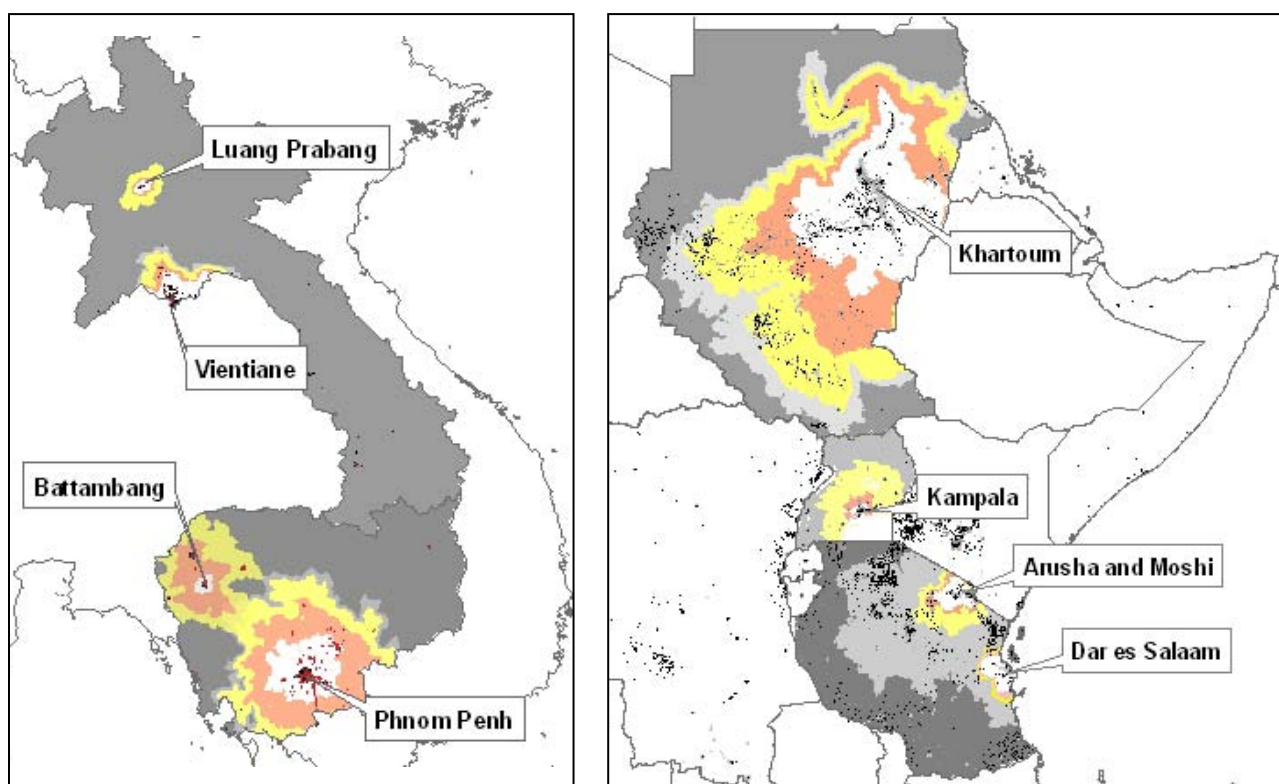 Luang Prabang
Vientiane
Battambang
Phnom Penh
Khartoum
Kampala
Arusha and Moshi
Dar es Salaam